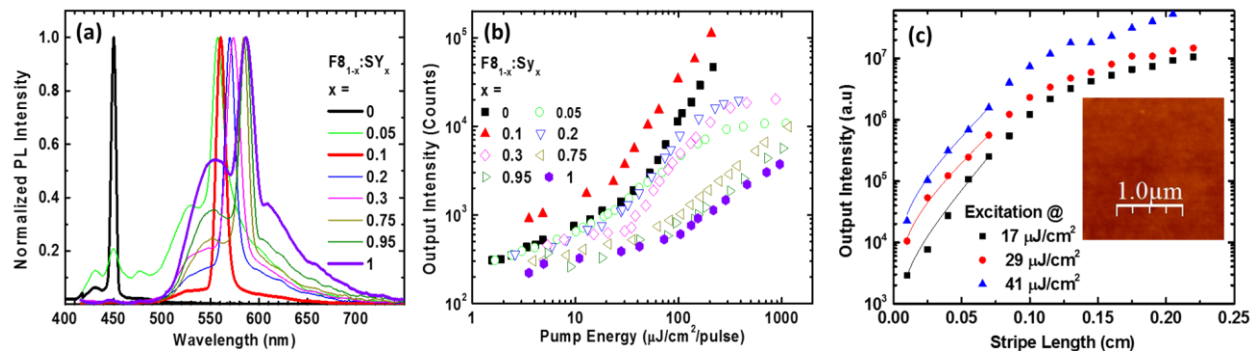 (a)
F8₁₋ₓ:SYₓ
x =
0
0.05
0.1
0.2
0.3
0.75
0.95
1
Normalized PL Intensity
1.0
0.8
0.6
0.4
0.2
400 450 500 550 600 650 700
Wavelength (nm)
(b)
F8₁₋ₓ:Syₓ
x =
0 0.05
0.1 0.2
0.3 0.75
0.95 1
Output Intensity (Counts)
10⁵
10⁴
10³
10²
1 10 100 1000
Pump Energy (μJ/cm²/pulse)
(c)
Output Intensity (a.u)
10⁷
10⁶
10⁵
10⁴
10³
1.0μm
Excitation @
17 μJ/cm²
29 μJ/cm²
41 μJ/cm²
0.00 0.05 0.10 0.15 0.20 0.25
Stripe Length (cm)